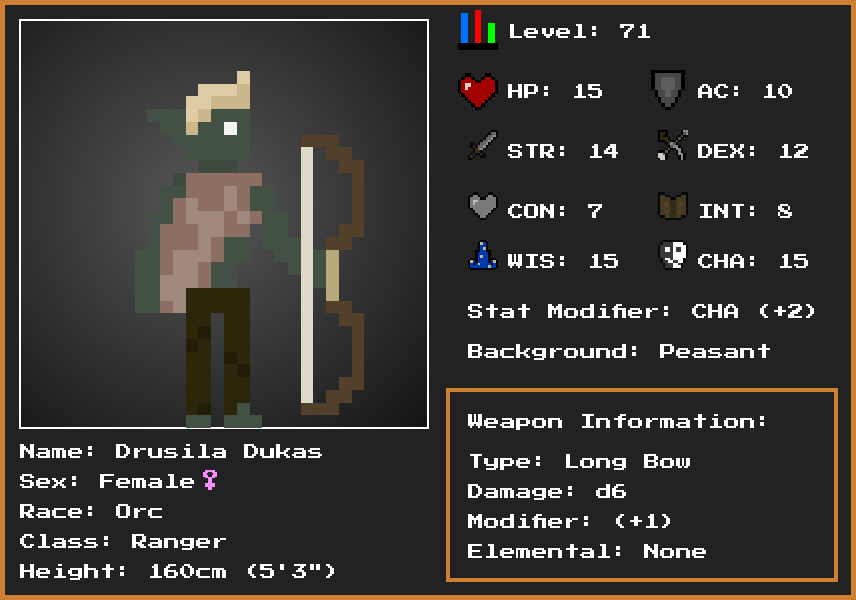 Level: 71
HP: 15
AC: 10
STR: 14
DEX: 12
CON: 7
INT: 8
WIS: 15
CHA: 15
Stat Modifier: CHA (+2)
Background: Peasant
Weapon Information:
Type: Long Bow
Damage: d6
Modifier: (+1)
Elemental: None
Name: Drusila Dukas
Sex: Female♀
Race: Orc
Class: Ranger
Height: 160cm (5'3")